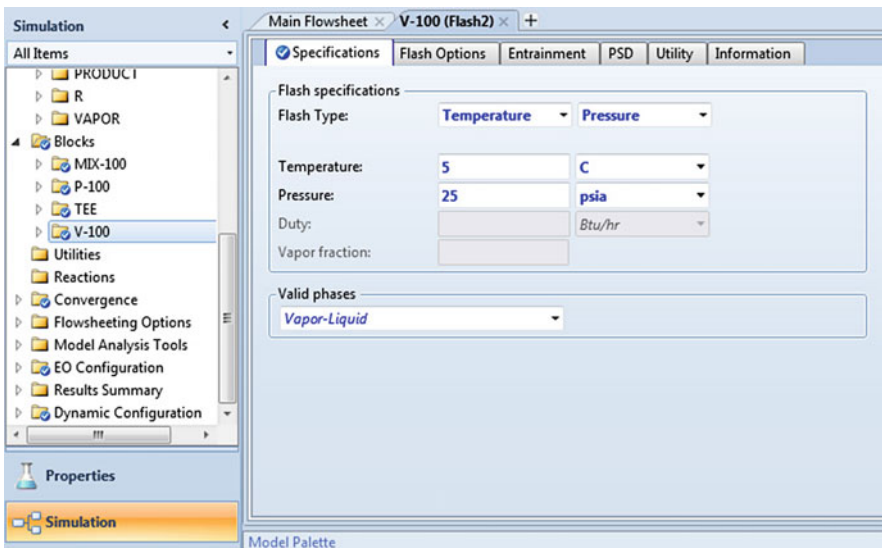 Simulation
All Items
PRODUCT
R
VAPOR
Blocks
MIX-100
P-100
TEE
V-100
Utilities
Reactions
Convergence
Flowsheeting Options
Model Analysis Tools
EO Configuration
Results Summary
Dynamic Configuration
Properties
Simulation
Main Flowsheet V-100 (Flash2)
Specifications Flash Options Entrainment PSD Utility Information
Flash specifications
Flash Type: Temperature Pressure
Temperature: 5 C
Pressure: 25 psia
Duty: Btu/hr
Vapor fraction:
Valid phases
Vapor-Liquid
Model Palette